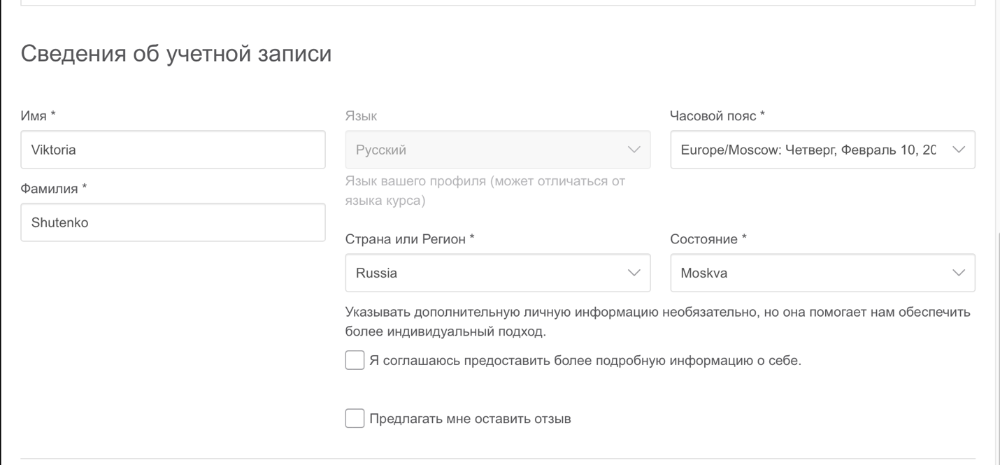 Сведения об учетной записи
Имя *
Viktoria
Фамилия *
Shutenko
Язык
Русский
Язык вашего профиля (может отличаться от
языка курса)
Часовой пояс *
Europe/Moscow: Четверг, Февраль 10, 20
Страна или Регион *
Russia
Состояние *
Moskva
Указывать дополнительную личную информацию необязательно, но она помогает нам обеспечить
более индивидуальный подход.
Я соглашаюсь предоставить более подробную информацию о себе.
Предлагать мне оставить отзыв